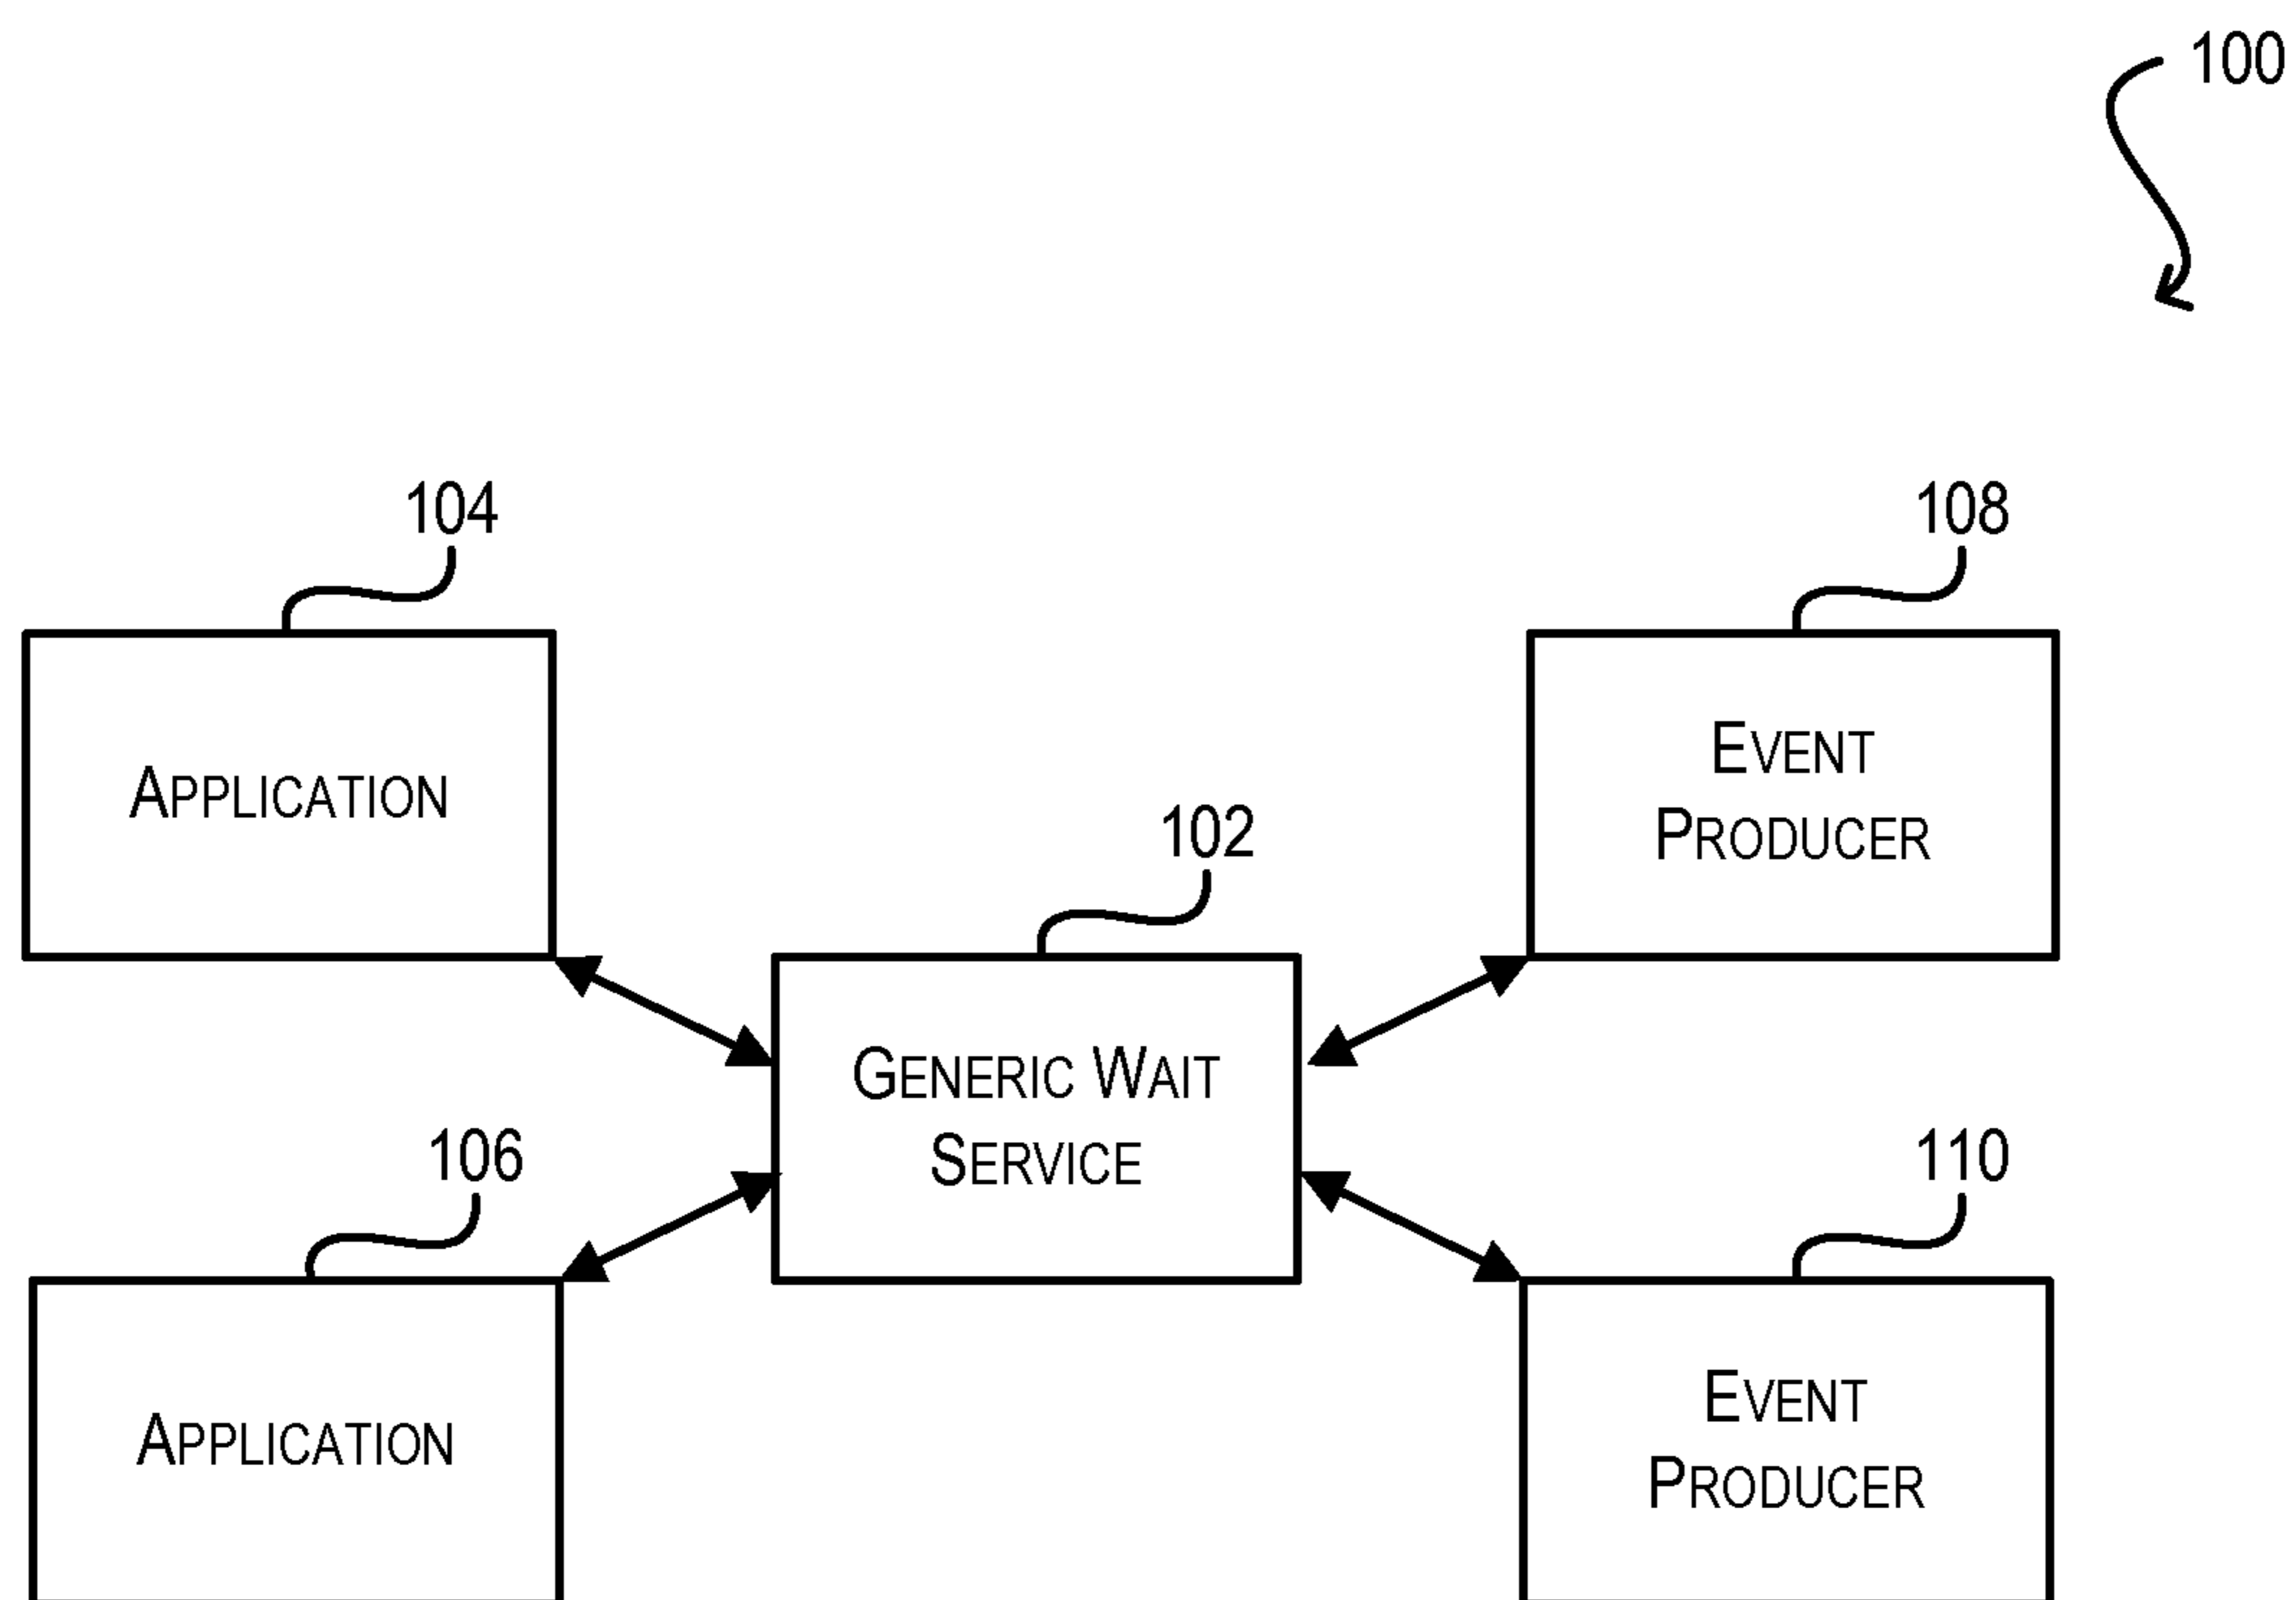 100
104
108
APPLICATION
EVENT
PRODUCER
102
GENERIC WAIT
SERVICE
106
110
APPLICATION
EVENT
PRODUCER